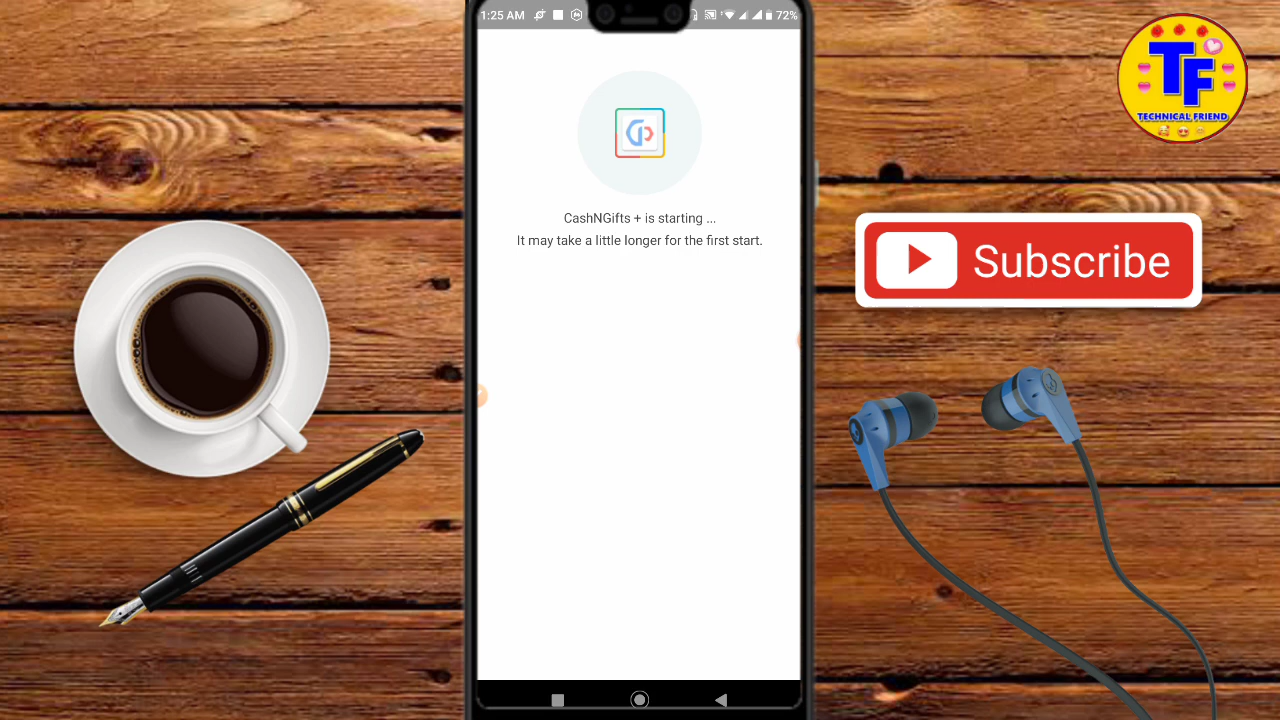 1:25 AM
72%
TF
TECHNICAL FRIEND
CashNGifts + is starting ...
It may take a little longer for the first start.
Subscribe